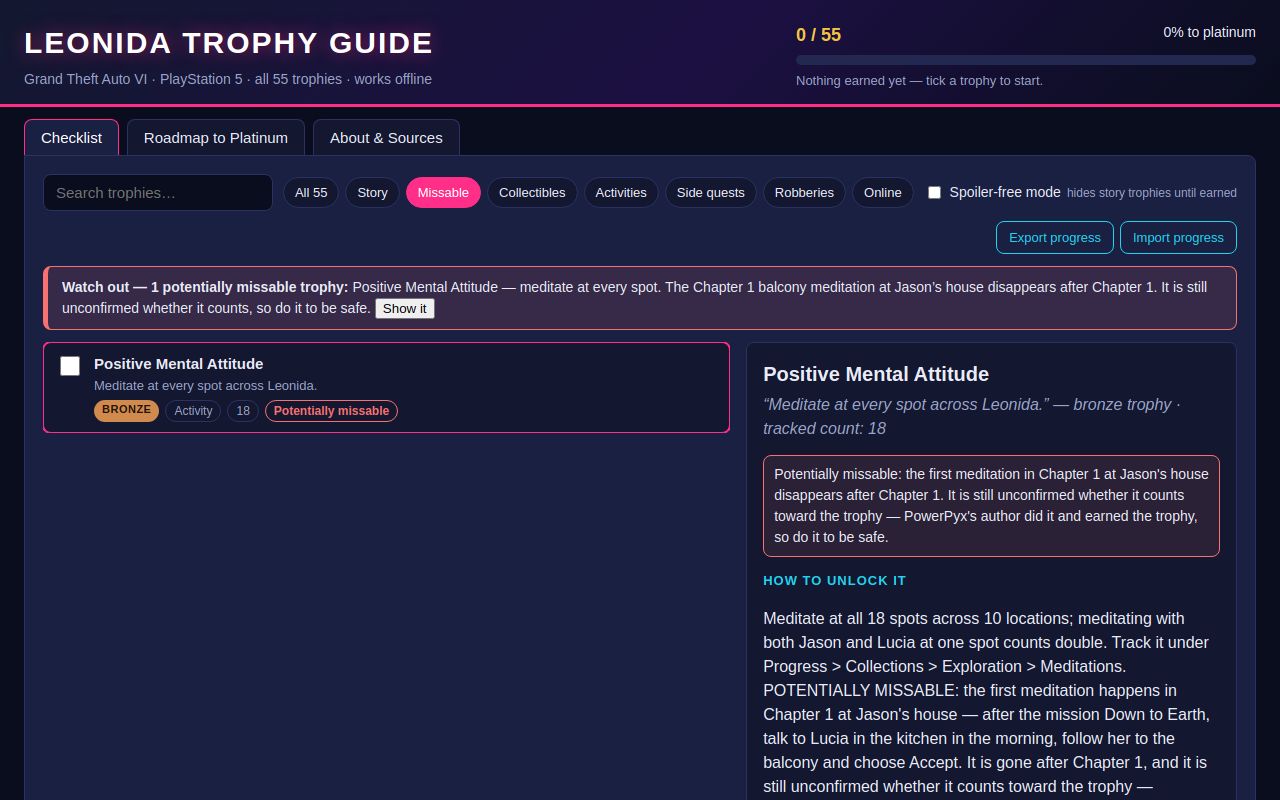 LEONIDA TROPHY GUIDE
Grand Theft Auto VI · PlayStation 5 · all 55 trophies · works offline
0 / 55
0% to platinum
Nothing earned yet — tick a trophy to start.
Checklist
Roadmap to Platinum
About & Sources
Search trophies…
All 55
Story
Missable
Collectibles
Activities
Side quests
Robberies
Online
Spoiler-free mode hides story trophies until earned
Export progress
Import progress
Watch out — 1 potentially missable trophy: Positive Mental Attitude — meditate at every spot. The Chapter 1 balcony meditation at Jason’s house disappears after Chapter 1. It is still
unconfirmed whether it counts, so do it to be safe. Show it
Positive Mental Attitude
Meditate at every spot across Leonida.
BRONZE
Activity
18
Potentially missable
Positive Mental Attitude
“Meditate at every spot across Leonida.” — bronze trophy ·
tracked count: 18
Potentially missable: the first meditation in Chapter 1 at Jason's house
disappears after Chapter 1. It is still unconfirmed whether it counts
toward the trophy — PowerPyx's author did it and earned the trophy,
so do it to be safe.
HOW TO UNLOCK IT
Meditate at all 18 spots across 10 locations; meditating with
both Jason and Lucia at one spot counts double. Track it under
Progress > Collections > Exploration > Meditations.
POTENTIALLY MISSABLE: the first meditation happens in
Chapter 1 at Jason's house — after the mission Down to Earth,
talk to Lucia in the kitchen in the morning, follow her to the
balcony and choose Accept. It is gone after Chapter 1, and it is
still unconfirmed whether it counts toward the trophy —